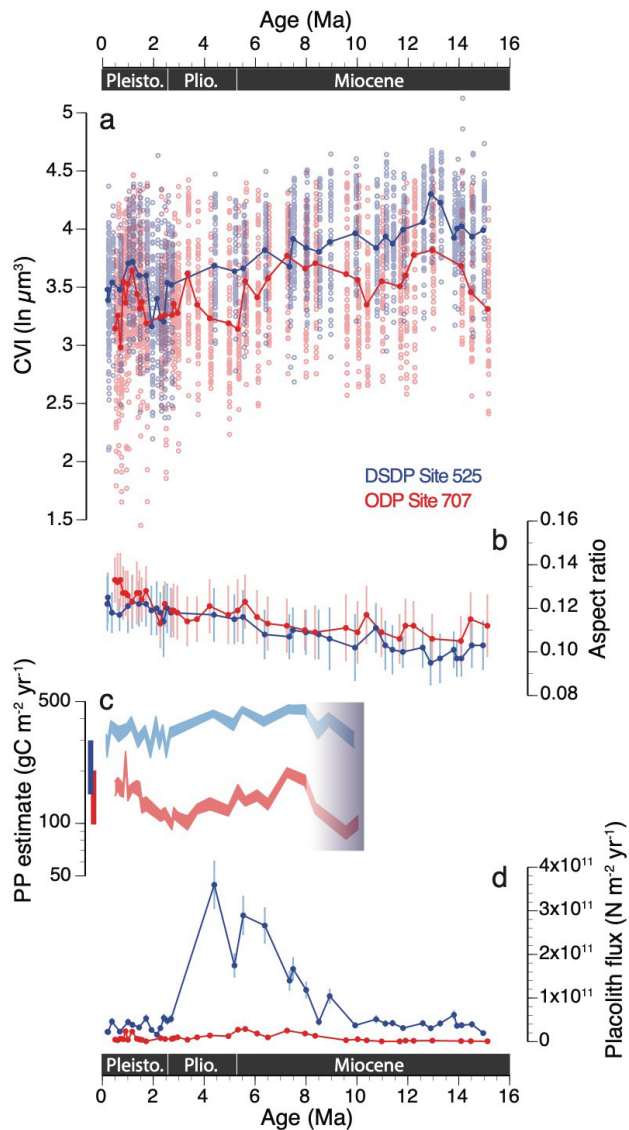 Age (Ma)
0 2 4 6 8 10 12 14 16
Pleisto. Plio. Miocene
a
5
4.5
4
3.5
3
2.5
2
1.5
CVI (ln µm³)
DSDP Site 525
ODP Site 707
b
0.16
0.14
0.12
0.10
0.08
Aspect ratio
c
500
100
50
PP estimate (gC m⁻² yr⁻¹)
d
4x10¹¹
3x10¹¹
2x10¹¹
1x10¹¹
0
Placolith flux (N m⁻² yr⁻¹)
Pleisto. Plio. Miocene
0 2 4 6 8 10 12 14 16
Age (Ma)